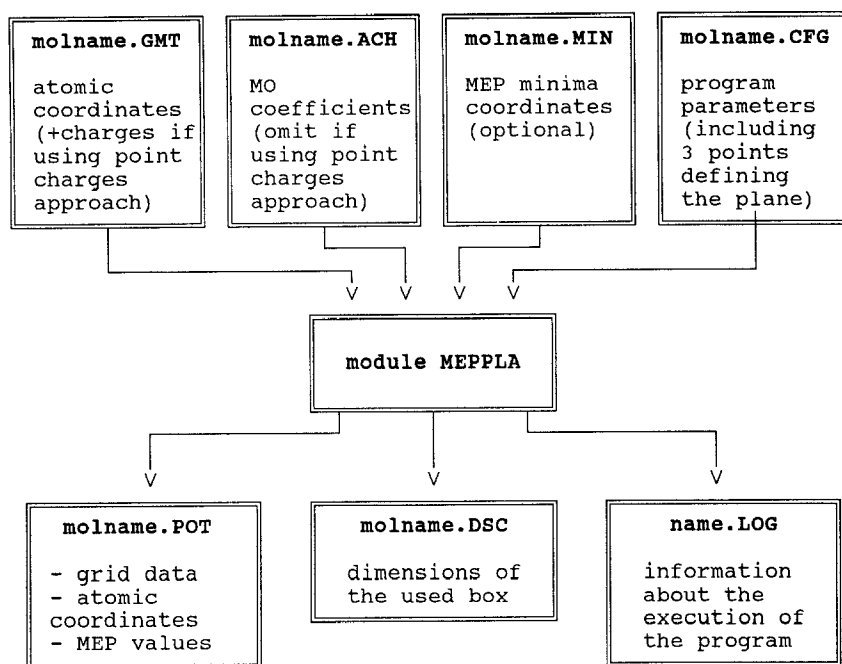 molname.GMT
atomic
coordinates
(+charges if
using point
charges
approach)
molname.ACH
MO
coefficients
(omit if
using point
charges
approach)
molname.MIN
MEP minima
coordinates
(optional)
molname.CFG
program
parameters
(including
3 points
defining
the plane)
module MEPPLA
molname.POT
- grid data
- atomic
coordinates
- MEP values
molname.DSC
dimensions of
the used box
name.LOG
information
about the
execution of
the program